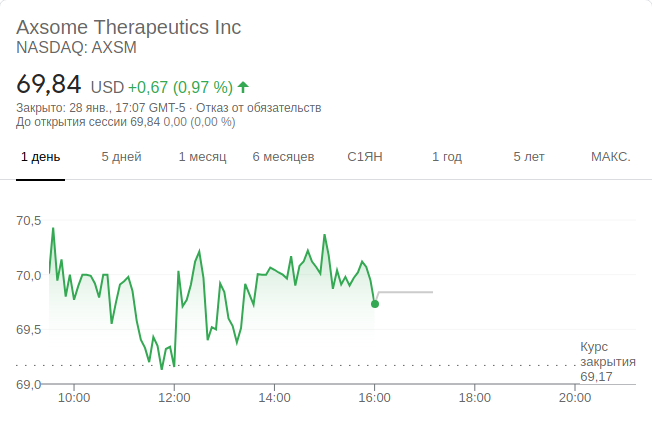 Axsome Therapeutics Inc
NASDAQ: AXSM
69,84 USD +0,67 (0,97 %)
Закрыто: 28 янв., 17:07 GMT-5 · Отказ от обязательств
До открытия сессии 69,84 0,00 (0,00 %)
1 день 5 дней 1 месяц 6 месяцев С1ЯН 1 год 5 лет МАКС.
70,5
70,0
69,5
Курс
закрытия
69,17
69,0
10:00 12:00 14:00 16:00 18:00 20:00